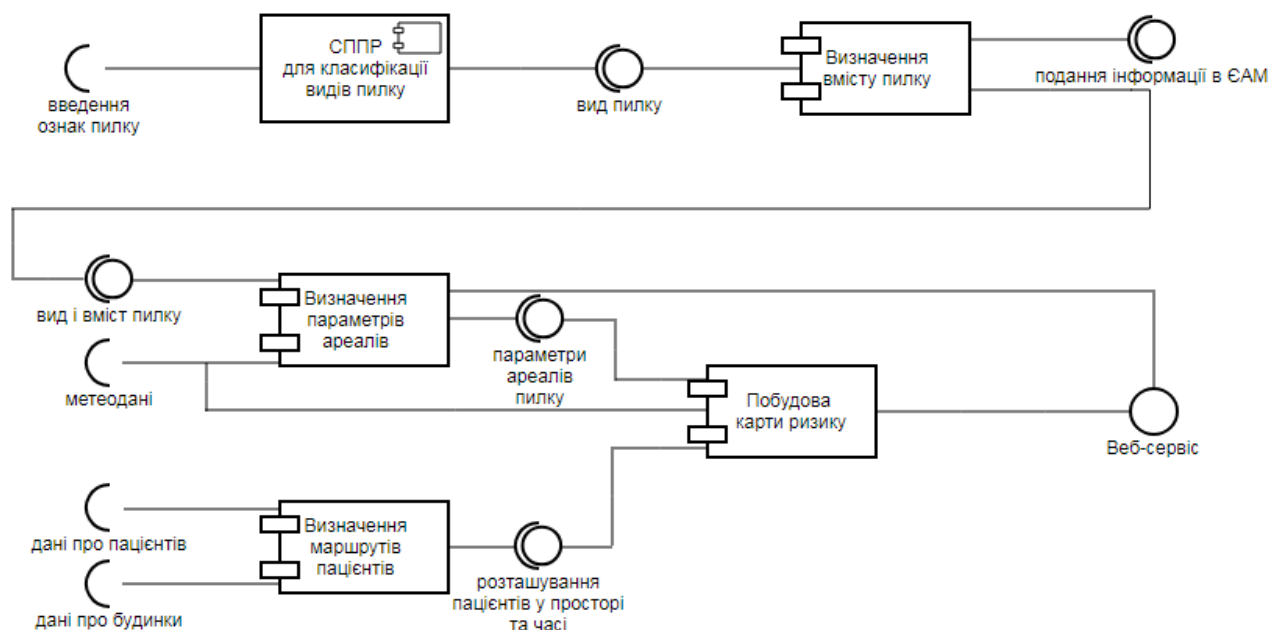 СППР
для класифікації
видів пилку
введення
ознак пилку
вид пилку
Визначення
вмісту пилку
подання інформації в ЄАМ
вид і вміст пилку
Визначення
параметрів
ареалів
метеодані
параметри
ареалів
пилку
Побудова
карти ризику
Веб-сервіс
дані про пацієнтів
Визначення
маршрутів
пацієнтів
дані про будинки
розташування
пацієнтів у просторі
та часі